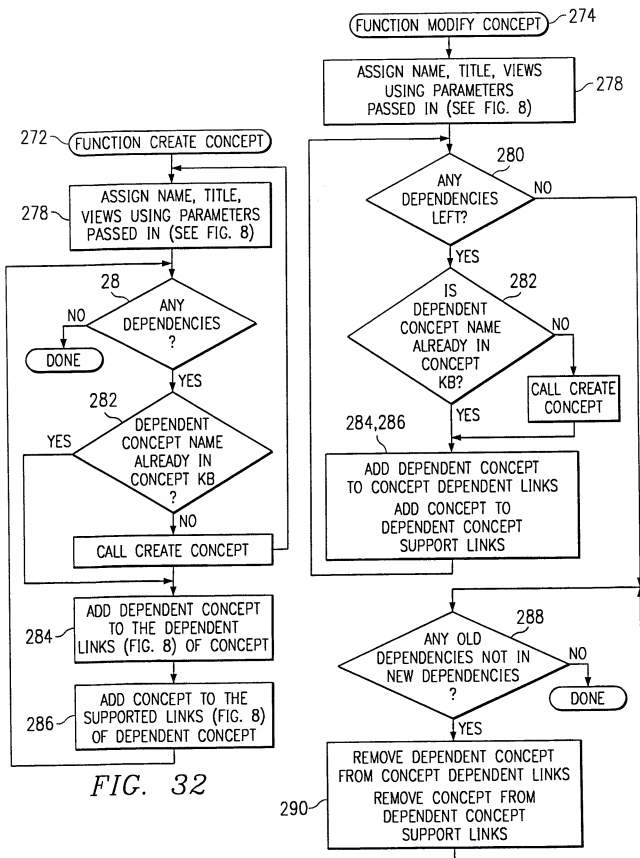 272
FUNCTION CREATE CONCEPT
278
ASSIGN NAME, TITLE,
VIEWS USING PARAMETERS
PASSED IN (SEE FIG. 8)
28
ANY
DEPENDENCIES
?
NO
DONE
YES
282
DEPENDENT
CONCEPT NAME
ALREADY IN
CONCEPT KB
?
YES
NO
CALL CREATE CONCEPT
284
ADD DEPENDENT CONCEPT
TO THE DEPENDENT
LINKS (FIG. 8) OF CONCEPT
286
ADD CONCEPT TO THE
SUPPORTED LINKS (FIG. 8)
OF DEPENDENT CONCEPT
FIG. 32
FUNCTION MODIFY CONCEPT
274
ASSIGN NAME, TITLE, VIEWS
USING PARAMETERS
PASSED IN (SEE FIG. 8)
278
280
ANY
DEPENDENCIES
LEFT?
NO
YES
282
IS
DEPENDENT
CONCEPT NAME
ALREADY IN
CONCEPT
KB?
NO
CALL CREATE
CONCEPT
YES
284,286
ADD DEPENDENT CONCEPT
TO CONCEPT DEPENDENT LINKS
ADD CONCEPT TO
DEPENDENT CONCEPT
SUPPORT LINKS
288
ANY OLD
DEPENDENCIES NOT IN
NEW DEPENDENCIES
?
NO
DONE
YES
290
REMOVE DEPENDENT CONCEPT
FROM CONCEPT DEPENDENT LINKS
REMOVE CONCEPT FROM
DEPENDENT CONCEPT
SUPPORT LINKS